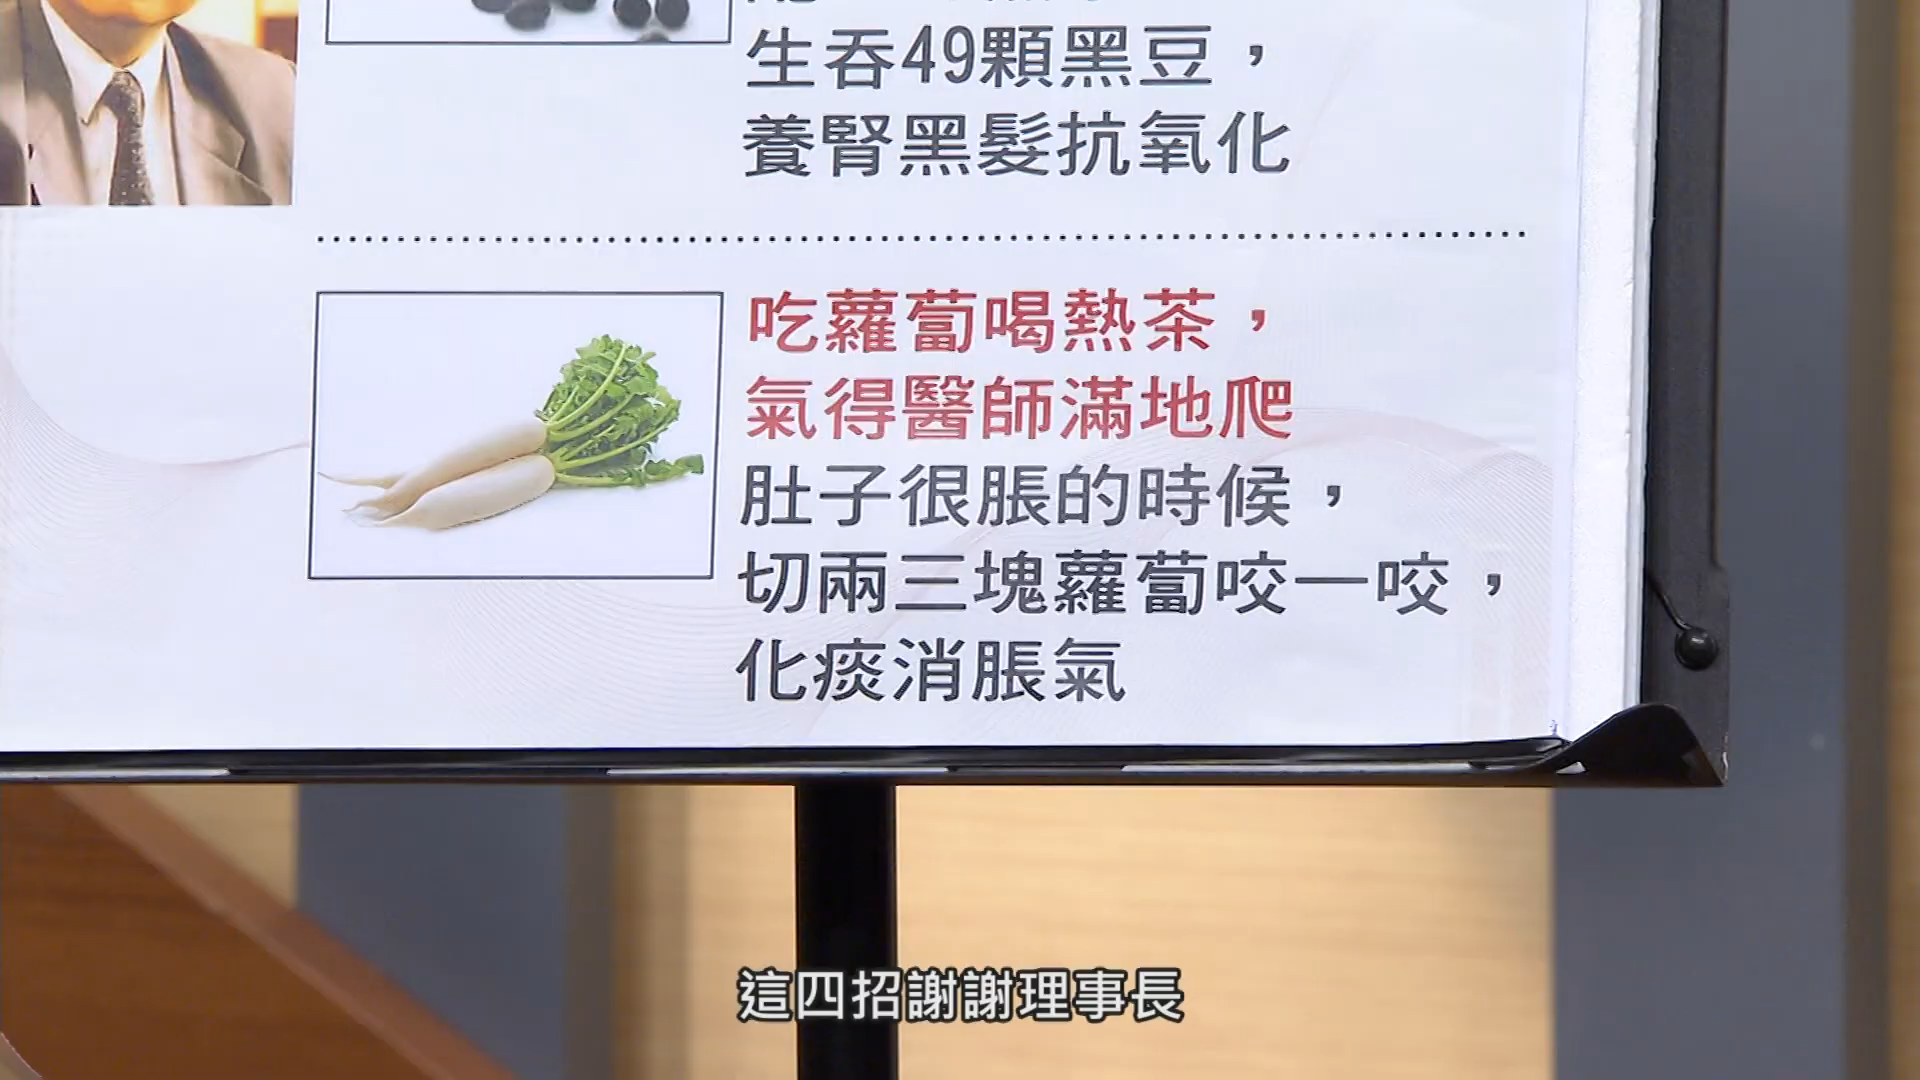 生吞49顆黑豆，
養腎黑髮抗氧化
吃蘿蔔喝熱茶，
氣得醫師滿地爬
肚子很脹的時候，
切兩三塊蘿蔔咬一咬，
化痰消脹氣
這四招謝謝理事長